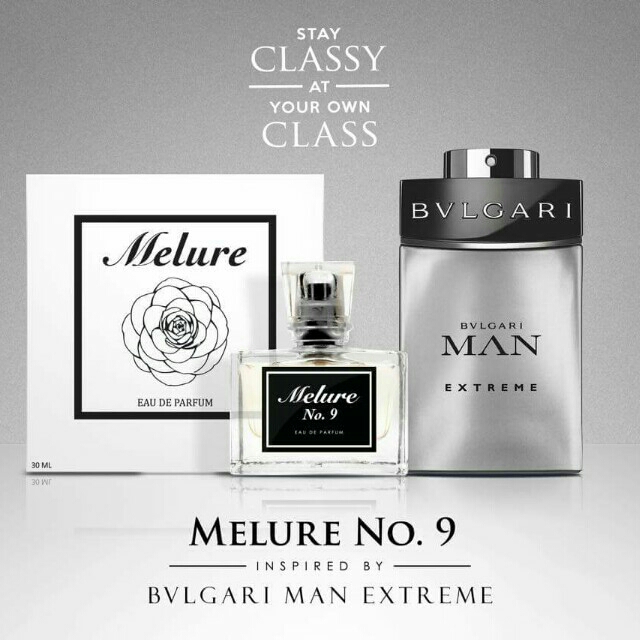 STAY
CLASSY
AT
YOUR OWN
CLASS
Melure
EAU DE PARFUM
30 ML
Melure
No. 9
EAU DE PARFUM
BVLGARI
BVLGARI
MAN
EXTREME
MELURE NO. 9
INSPIRED BY
BVLGARI MAN EXTREME